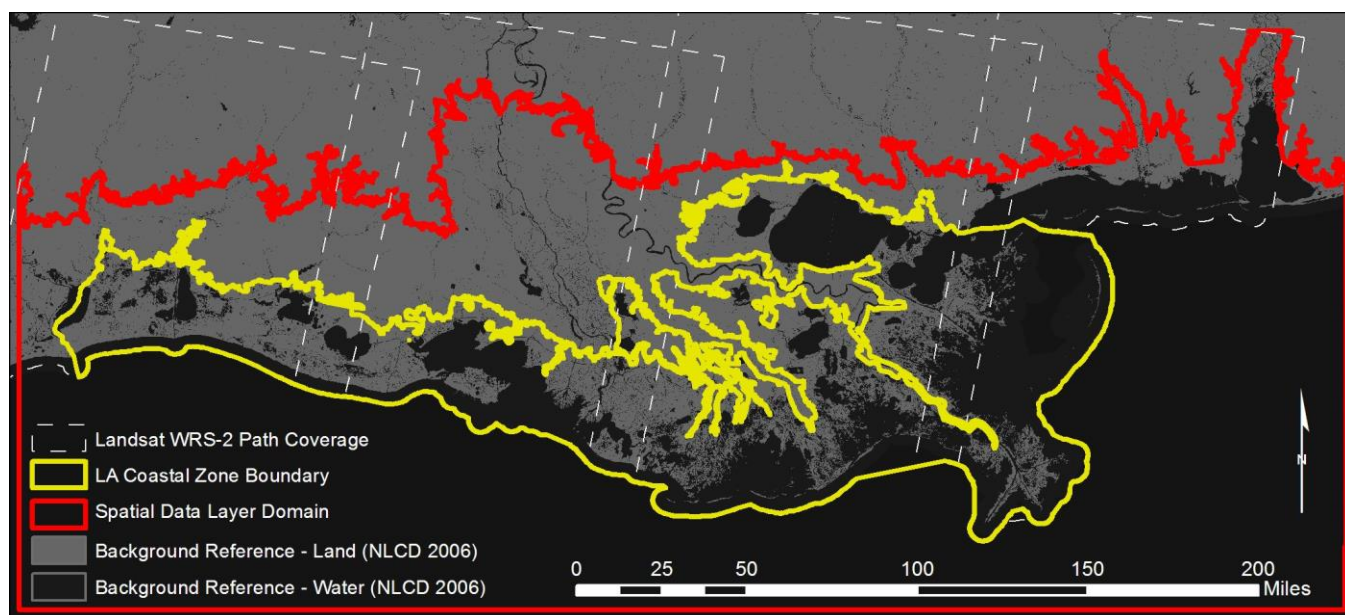 N
Landsat WRS-2 Path Coverage
LA Coastal Zone Boundary
Spatial Data Layer Domain
Background Reference - Land (NLCD 2006)
Background Reference - Water (NLCD 2006)
0 25 50 100 150 200
Miles